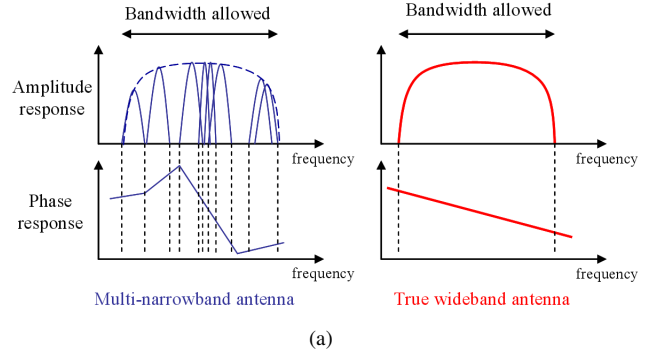 Bandwidth allowed
Bandwidth allowed
Amplitude
response
frequency
frequency
Phase
response
frequency
frequency
Multi-narrowband antenna
True wideband antenna
(a)